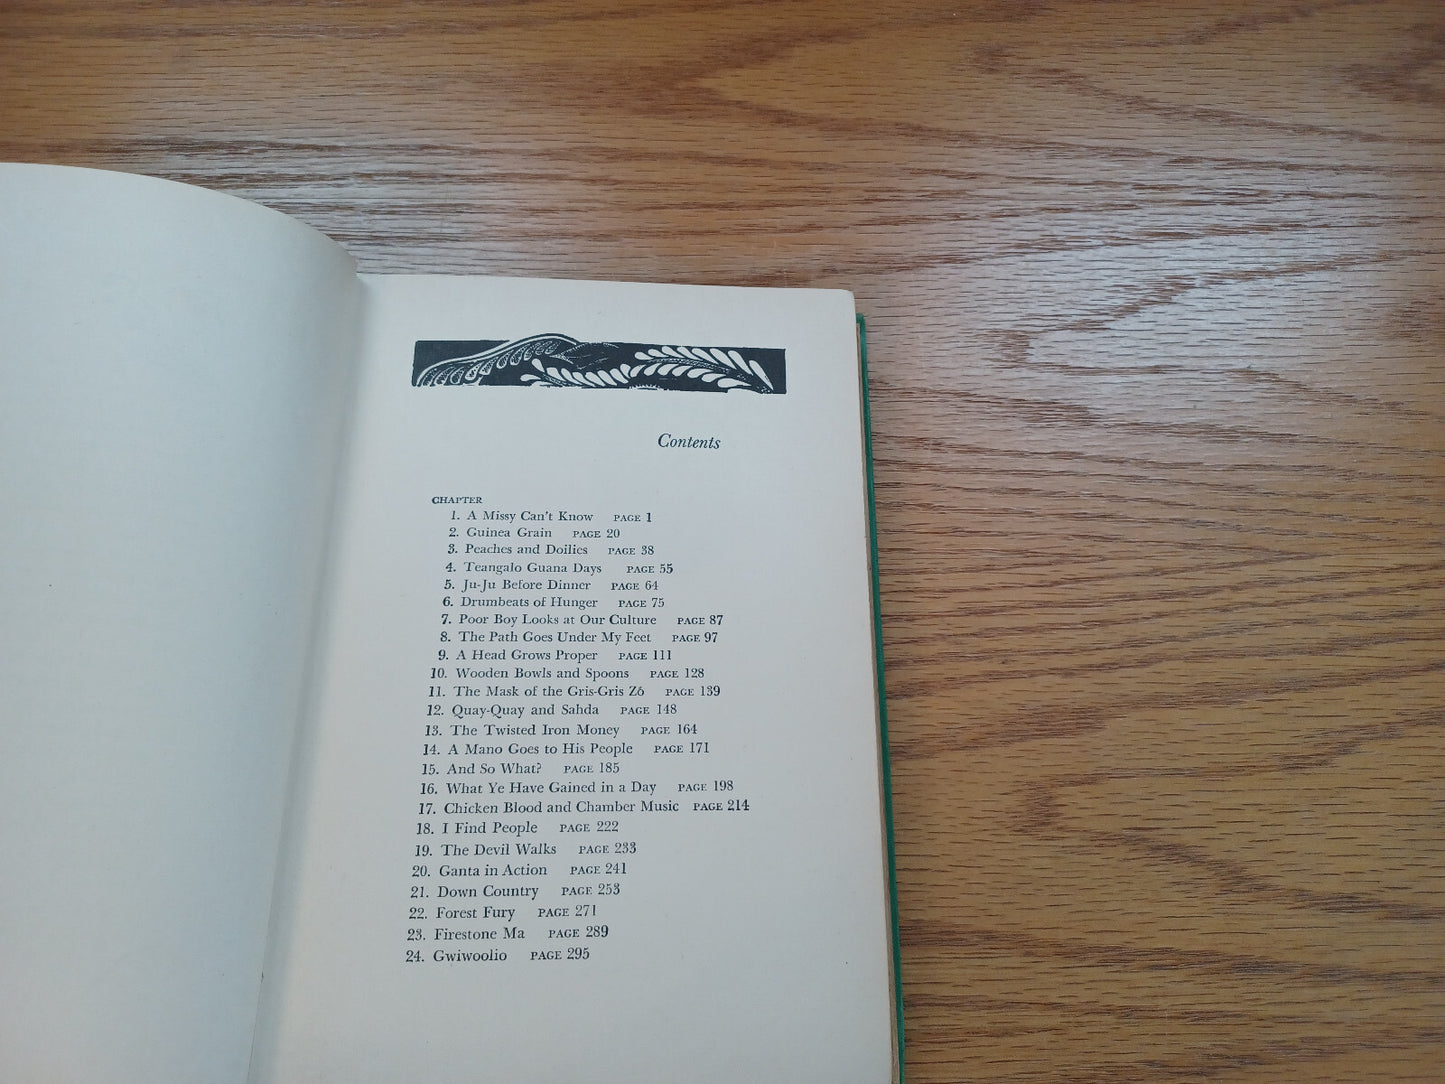 Contents
CHAPTER
1. A Missy Can't Know PAGE 1
2. Guinea Grain PAGE 20
3. Peaches and Doilies PAGE 38
4. Teangalo Guana Days PAGE 55
5. Ju-Ju Before Dinner PAGE 64
6. Drumbeats of Hunger PAGE 75
7. Poor Boy Looks at Our Culture PAGE 87
8. The Path Goes Under My Feet PAGE 97
9. A Head Grows Proper PAGE 111
10. Wooden Bowls and Spoons PAGE 128
11. The Mask of the Gris-Gris Zô PAGE 139
12. Quay-Quay and Sahda PAGE 148
13. The Twisted Iron Money PAGE 164
14. A Mano Goes to His People PAGE 171
15. And So What? PAGE 185
16. What Ye Have Gained in a Day PAGE 198
17. Chicken Blood and Chamber Music PAGE 214
18. I Find People PAGE 222
19. The Devil Walks PAGE 233
20. Ganta in Action PAGE 241
21. Down Country PAGE 253
22. Forest Fury PAGE 271
23. Firestone Ma PAGE 289
24. Gwiwoolio PAGE 295